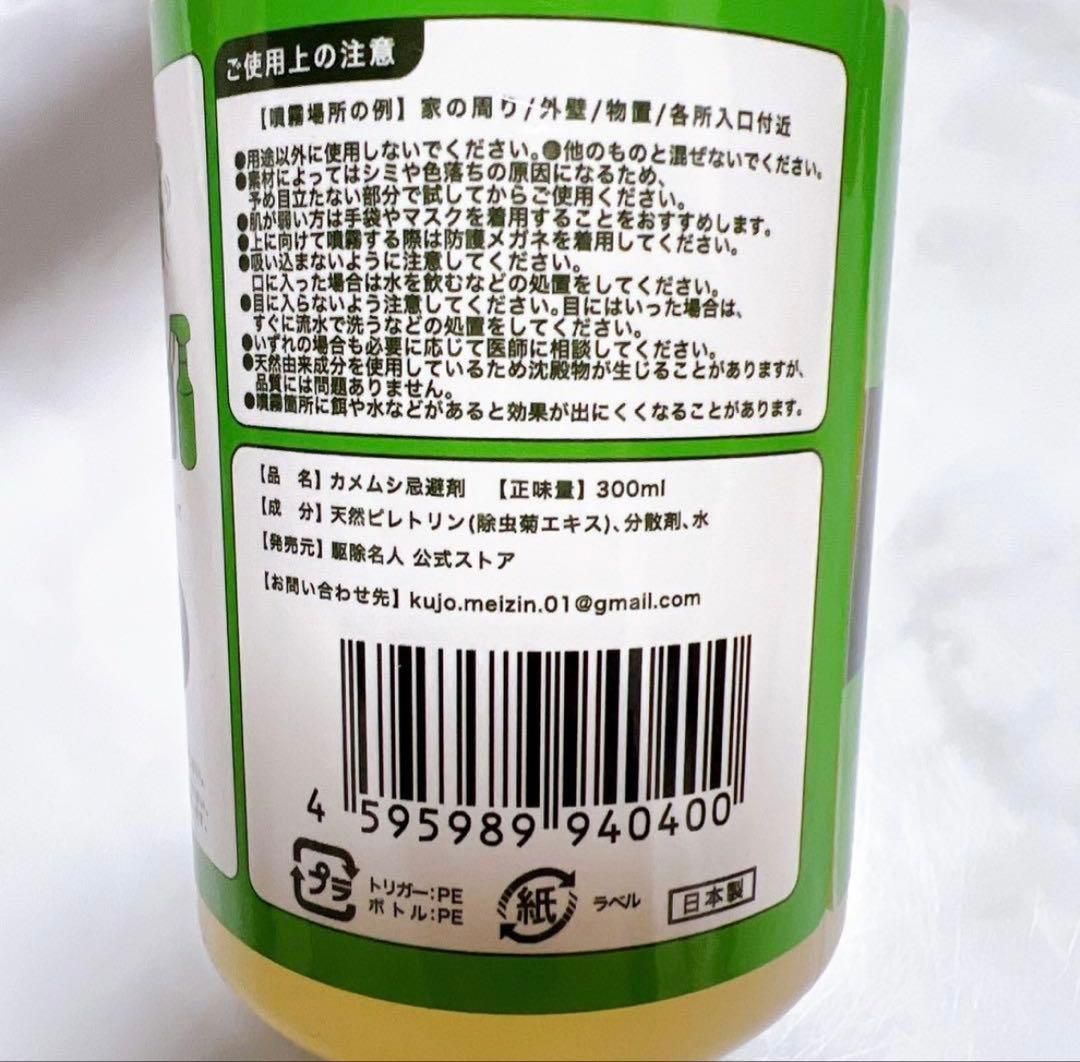 ご使用上の注意
【噴霧場所の例】家の周り/外壁/物置/各所入口付近
●用途以外に使用しないでください。●他のものと混ぜないでください。
●素材によってはシミや色落ちの原因になるため、
予め目立たない部分で試してからご使用ください。
●肌が弱い方は手袋やマスクを着用することをおすすめします。
●上に向けて噴霧する際は防護メガネを着用してください。
●吸い込まないように注意してください。
口に入った場合は水を飲むなどの処置をしてください。
●目に入らないよう注意してください。目にはいった場合は、
すぐに流水で洗うなどの処置をしてください。
●いずれの場合も必要に応じて医師に相談してください。
●天然由来成分を使用しているため沈殿物が生じることがありますが、
品質には問題ありません。
●噴霧箇所に餌や水などがあると効果が出にくくなることがあります。
【品 名】カメムシ忌避剤 【正味量】300ml
【成 分】天然ピレトリン(除虫菊エキス)、分散剤、水
【発売元】駆除名人 公式ストア
【お問い合わせ先】kujo.meizin.01@gmail.com
4 595989 940400
プラ トリガー:PE
ボトル:PE
紙 ラベル
日本製